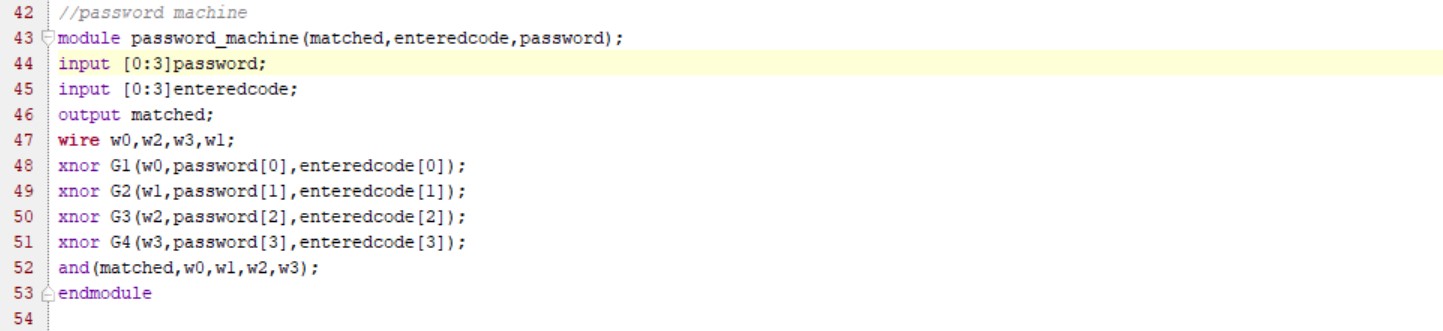 42 //password machine
43 module password_machine(matched,enteredcode,password);
44 input [0:3]password;
45 input [0:3]enteredcode;
46 output matched;
47 wire w0,w2,w3,w1;
48 xnor G1(w0,password[0],enteredcode[0]);
49 xnor G2(w1,password[1],enteredcode[1]);
50 xnor G3(w2,password[2],enteredcode[2]);
51 xnor G4(w3,password[3],enteredcode[3]);
52 and(matched,w0,w1,w2,w3);
53 endmodule
54